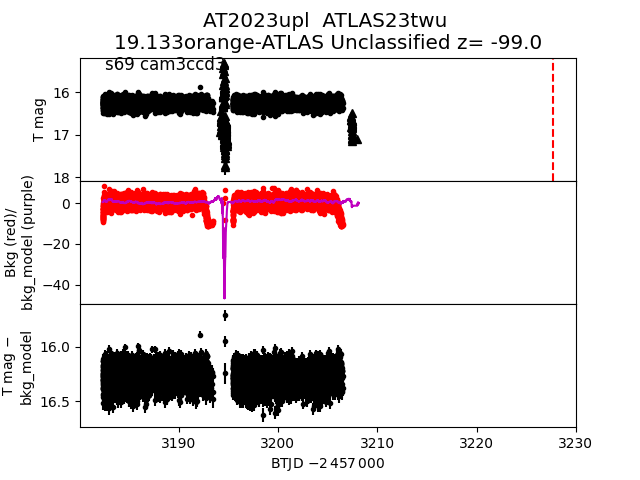 AT2023upl  ATLAS23twu
19.133orange-ATLAS Unclassified z= -99.0
s69 cam3ccd3
T mag
16
17
18
Bkg (red)/
bkg_model (purple)
0
−20
−40
T mag −
bkg_model
16.0
16.5
3190
3200
3210
3220
3230
BTJD −2 457 000